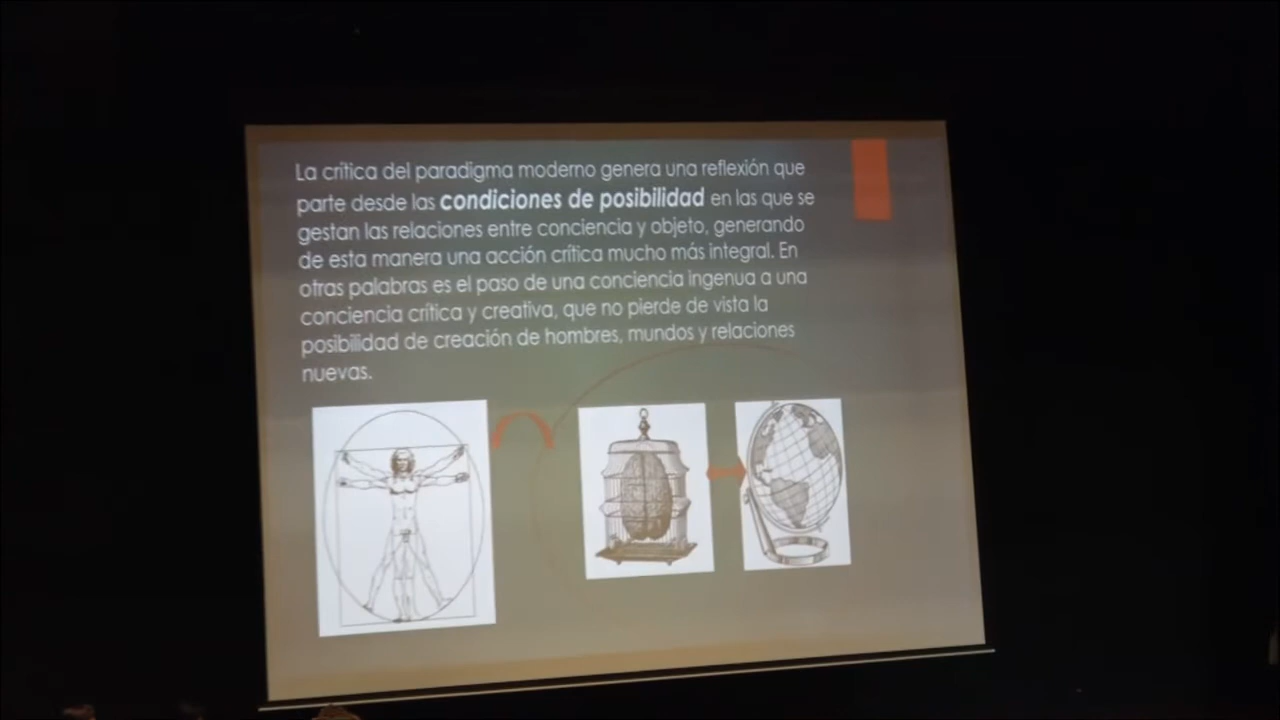 La crítica del paradigma moderno genera una reflexión que
parte desde las condiciones de posibilidad en las que se
gestan las relaciones entre conciencia y objeto, generando
de esta manera una acción crítica mucho más integral. En
otras palabras es el paso de una conciencia ingenua a una
conciencia crítica y creativa, que no pierde de vista la
posibilidad de creación de hombres, mundos y relaciones
nuevas.